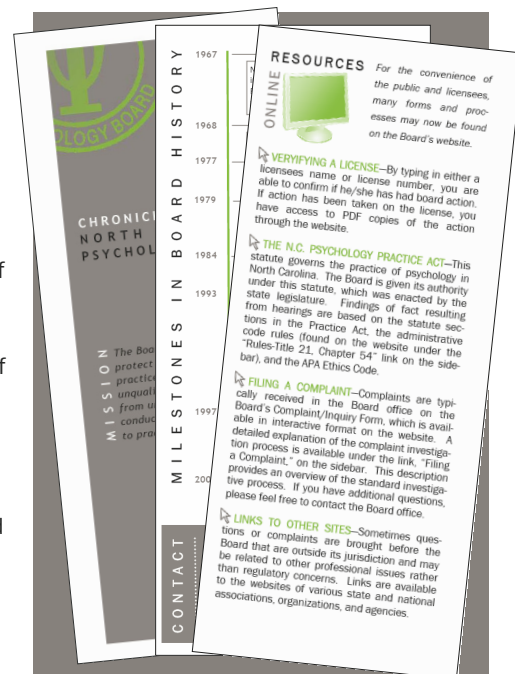 f
f
d
OLOGY BOARD
NORTH
MISSION
The Boa
protect
practice
unquali
conduc
to prac
MILESTONES IN BOARD HISTORY
1967
1968
1977
1979
1984
1993
1997
200
CONTACT
RESOURCES
ONLINE
For the convenience of
the public and licensees,
many forms and proc-
esses may now be found
on the Board's website.
VERYIFYING A LICENSE—By typing in either a
licensees name or license number, you are
able to confirm if he/she has had board action.
If action has been taken on the license, you
have access to PDF copies of the action
through the website.
THE N.C. PSYCHOLOGY PRACTICE ACT—This
statute governs the practice of psychology in
North Carolina. The Board is given its authority
under this statute, which was enacted by the
state legislature. Findings of fact resulting
from hearings are based on the statute sec-
tions in the Practice Act, the administrative
code rules (found on the website under the
"Rules-Title 21, Chapter 54" link on the side-
bar), and the APA Ethics Code.
FILING A COMPLAINT—Complaints are typi-
cally received in the Board office on the
Board's Complaint/Inquiry Form, which is avail-
able in interactive format on the website. A
detailed explanation of the complaint investiga-
tion process is available under the link, "Filing
a Complaint," on the sidebar. This description
provides an overview of the standard investiga-
tive process. If you have additional questions,
please feel free to contact the Board office.
LINKS TO OTHER SITES—Sometimes ques-
tions or complaints are brought before the
Board that are outside its jurisdiction and may
be related to other professional issues rather
than regulatory concerns. Links are available
to the websites of various state and national
associations, organizations, and agencies.